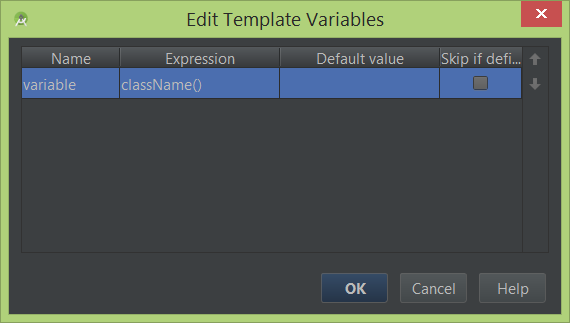 Edit Template Variables
Name Expression Default value Skip if defi...
variable className()
OK Cancel Help